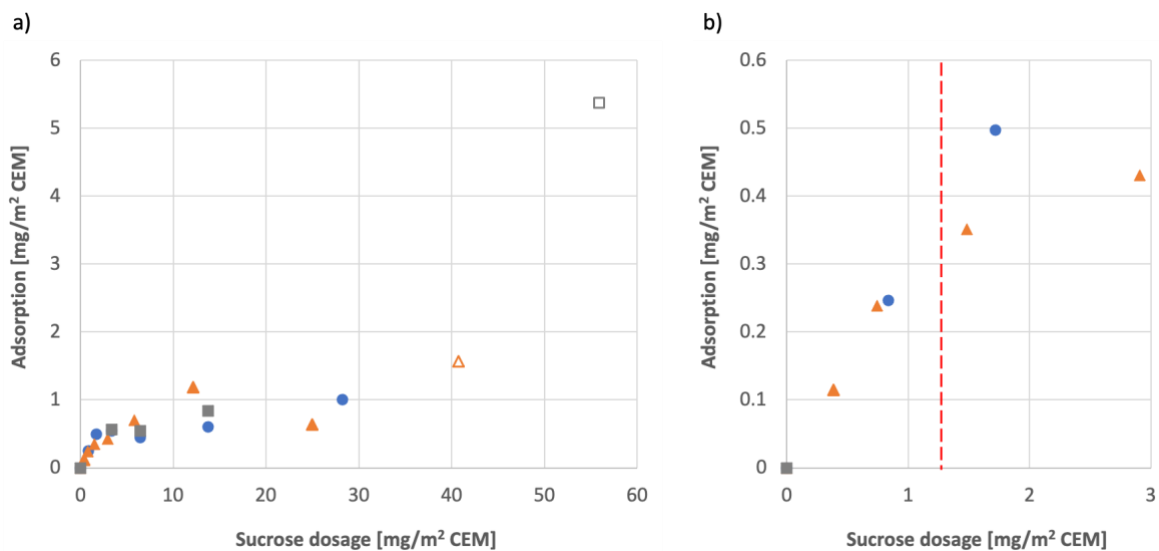 a)
6
5
4
3
2
1
0
Adsorption [mg/m² CEM]
0 10 20 30 40 50 60
Sucrose dosage [mg/m² CEM]
b)
0.6
0.5
0.4
0.3
0.2
0.1
0
Adsorption [mg/m² CEM]
0 1 2 3
Sucrose dosage [mg/m² CEM]